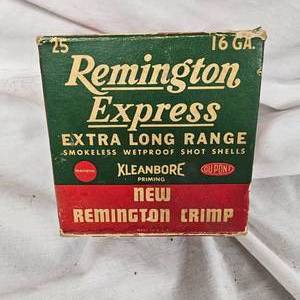 25 16 GA.
Remington
Express
EXTRA LONG RANGE
SMOKELESS WETPROOF SHOT SHELLS
KLEANBORE
PRIMING
DUPONT
NEW
REMINGTON CRIMP